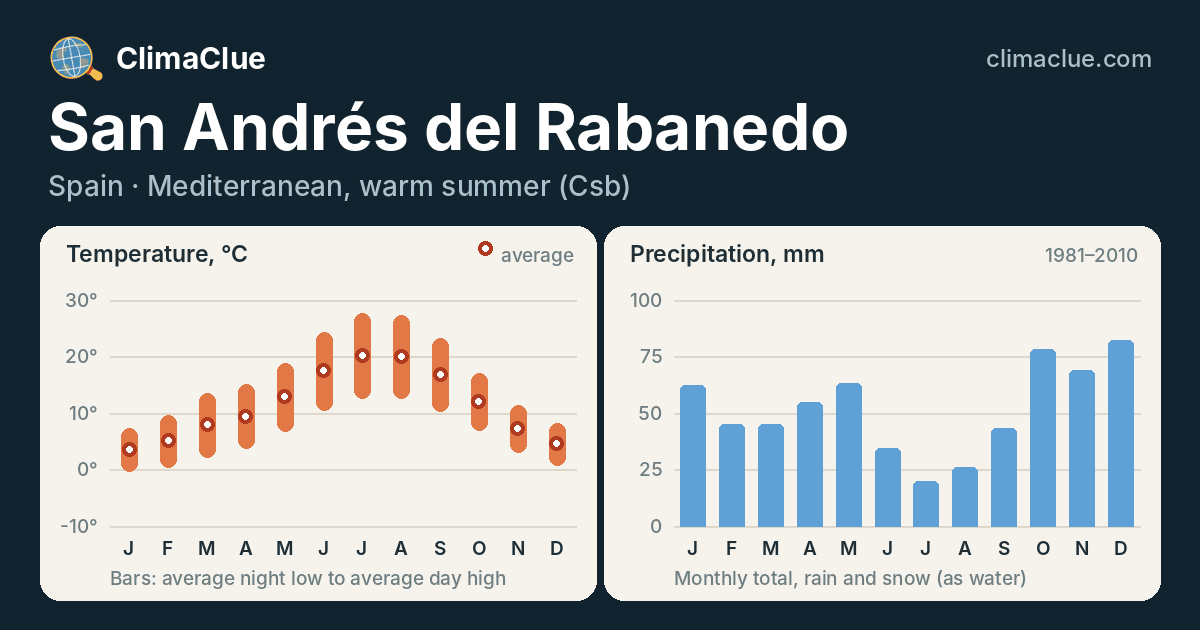 ClimaClue
climaclue.com
San Andrés del Rabanedo
Spain · Mediterranean, warm summer (Csb)
Temperature, °C
average
30°
20°
10°
0°
-10°
J F M A M J J A S O N D
Bars: average night low to average day high
Precipitation, mm
1981–2010
100
75
50
25
0
J F M A M J J A S O N D
Monthly total, rain and snow (as water)